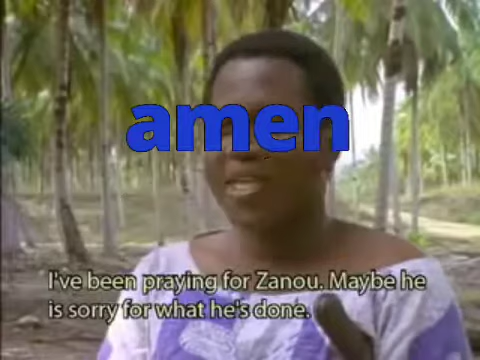 amen
I've been praying for Zanou. Maybe he
is sorry for what he's done.